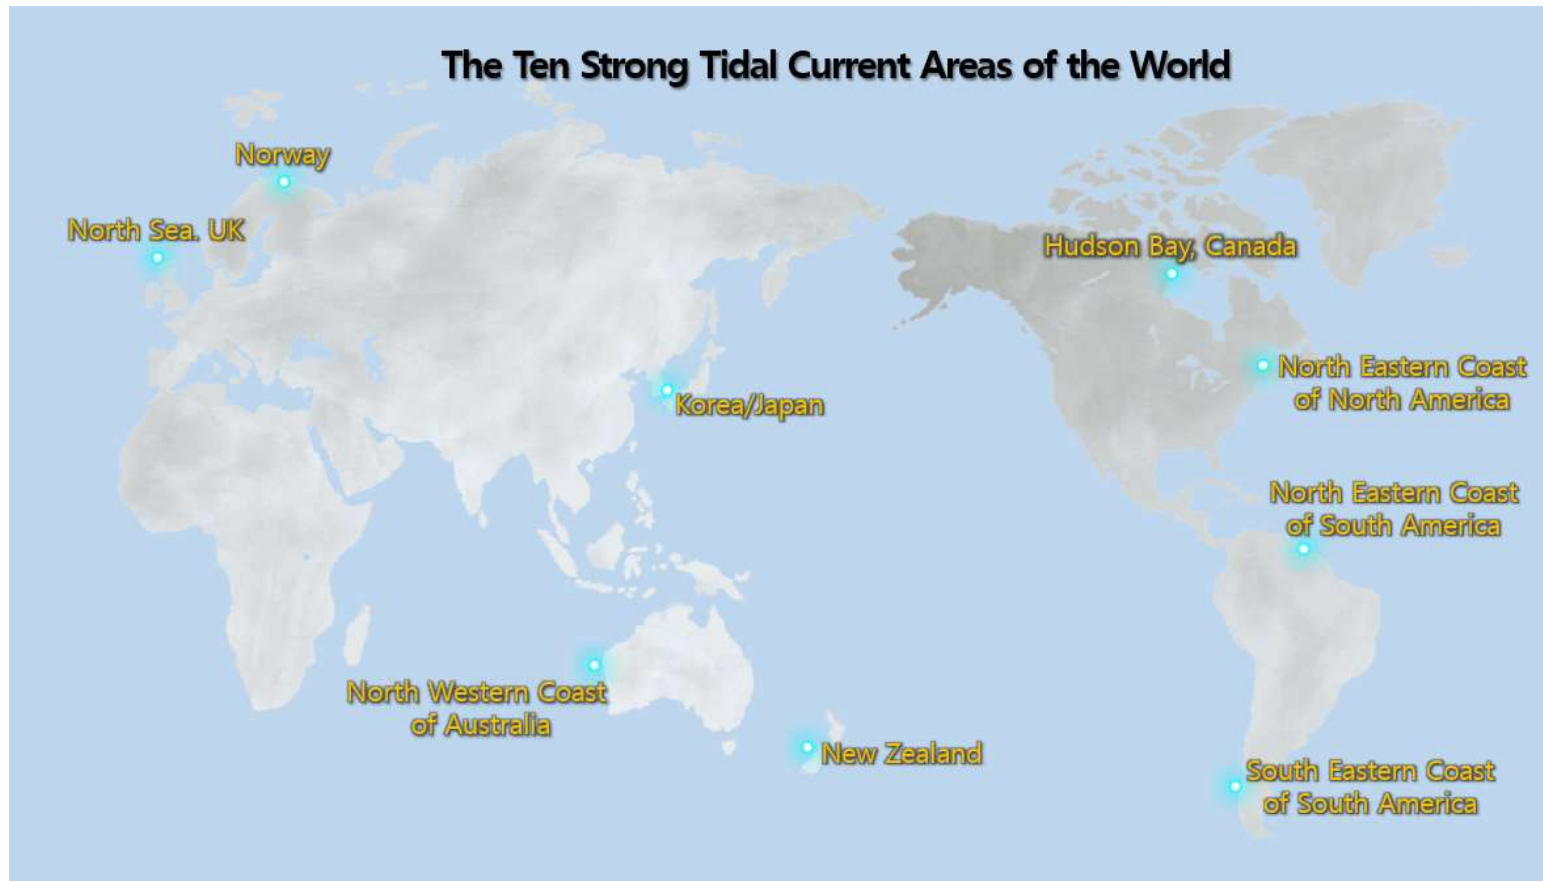 The Ten Strong Tidal Current Areas of the World
Norway
North Sea. UK
Hudson Bay, Canada
North Eastern Coast
of North America
Korea/Japan
North Eastern Coast
of South America
North Western Coast
of Australia
New Zealand
South Eastern Coast
of South America